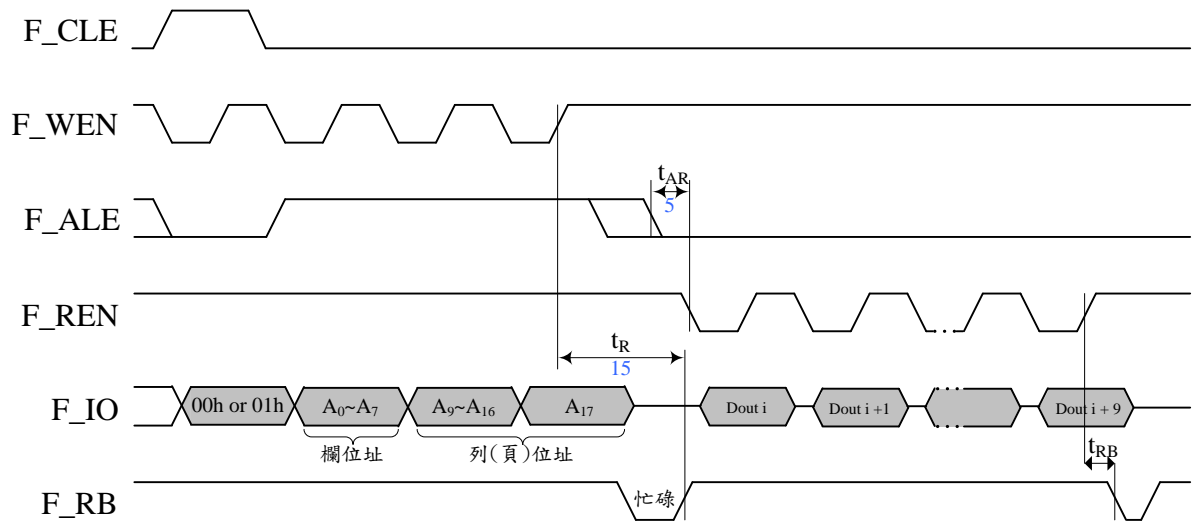 F_CLE
F_WEN
t_AR
5
F_ALE
F_REN
t_R
15
F_IO
00h or 01h
A0~A7
A9~A16
A17
Dout i
Dout i +1
Dout i + 9
欄位址
列(頁)位址
t_RB
F_RB
忙碌